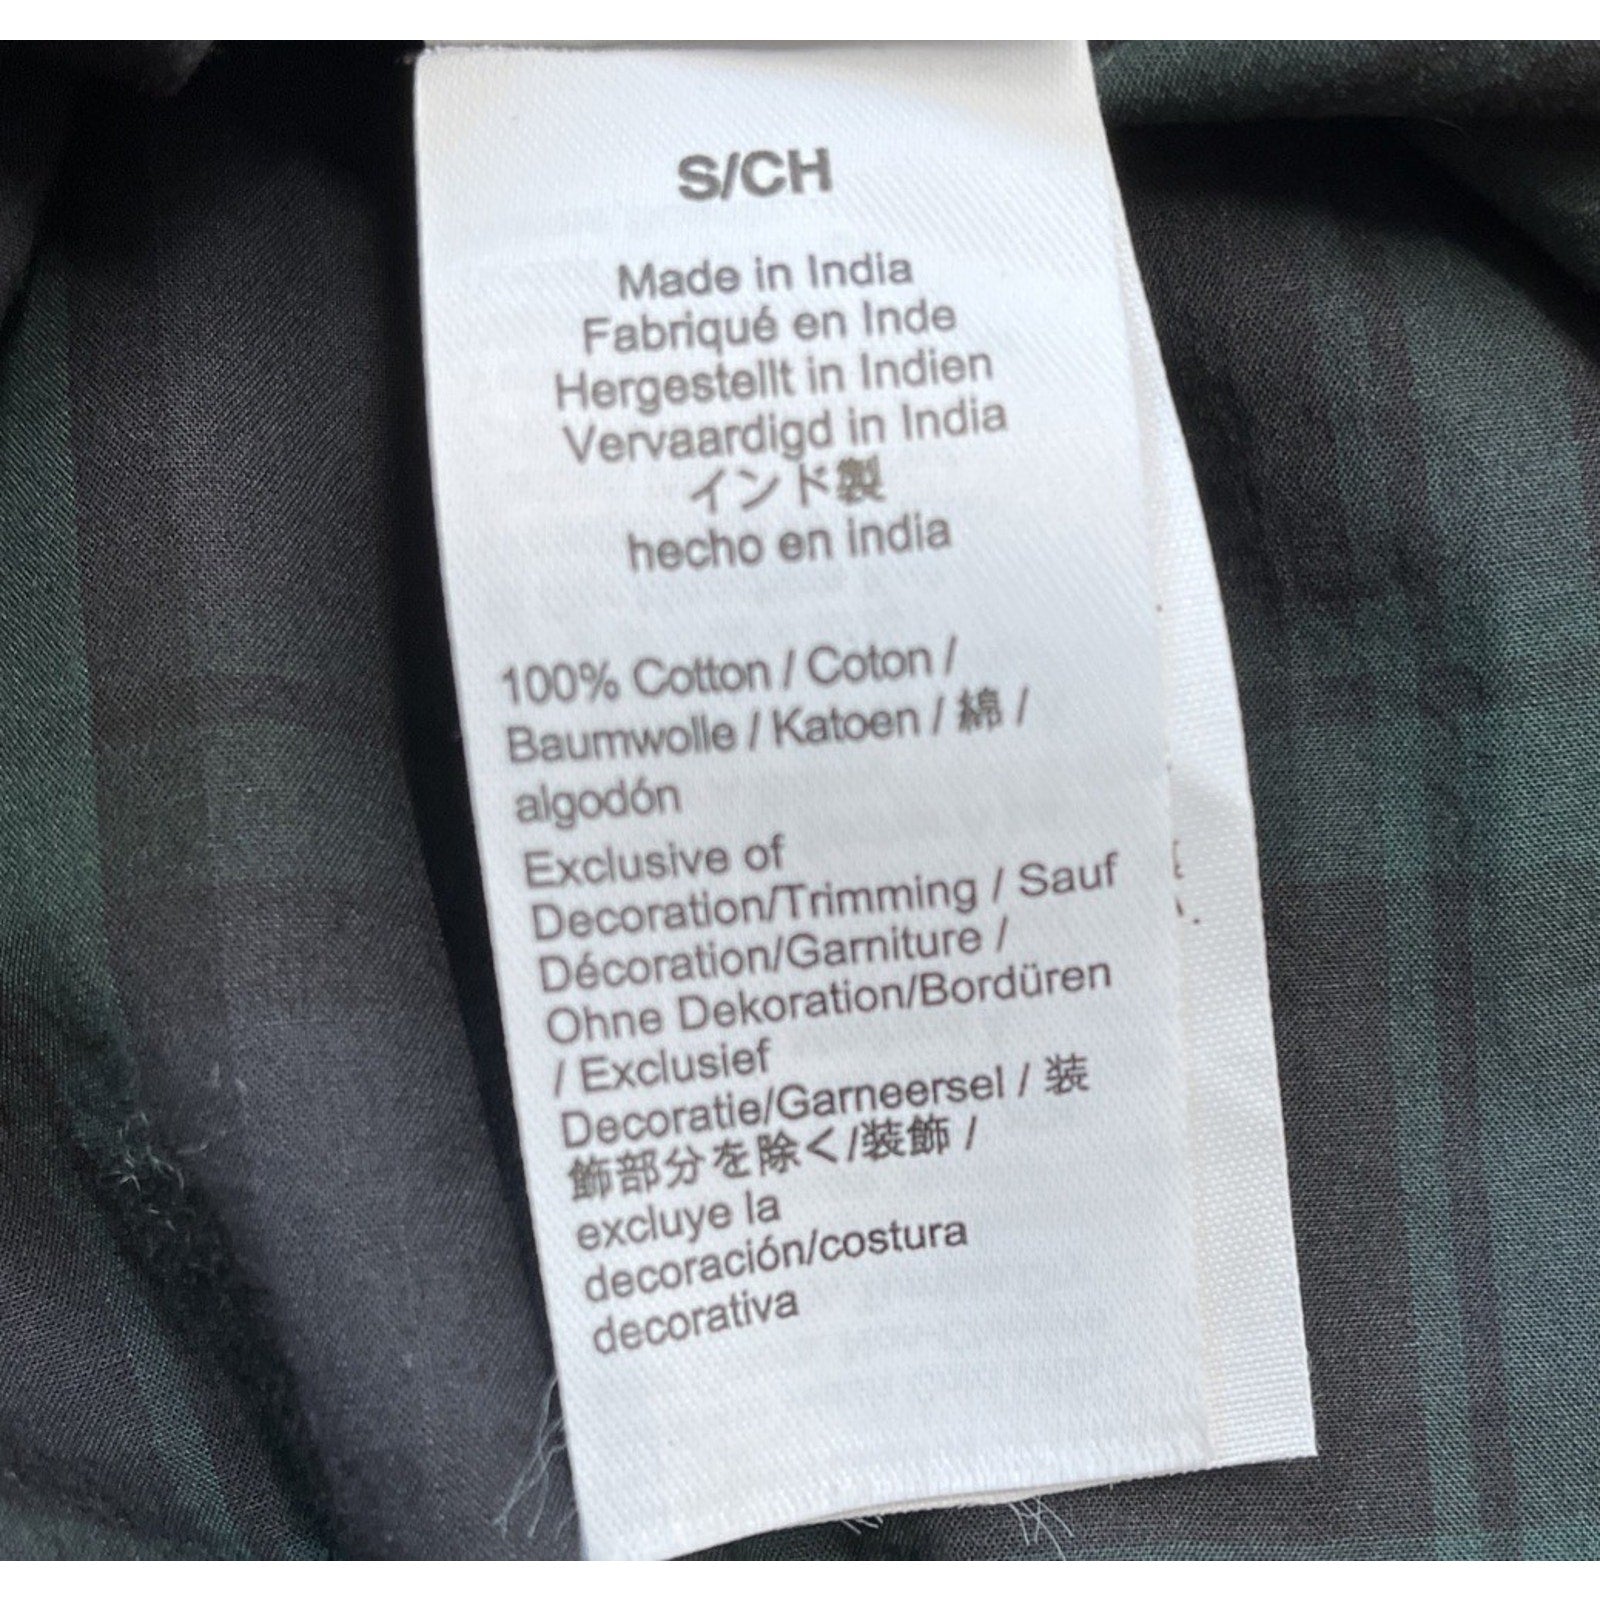 S/CH
Made in India
Fabriqué en Inde
Hergestellt in Indien
Vervaardigd in India
インド製
hecho en india
100% Cotton / Coton /
Baumwolle / Katoen / 綿 /
algodón
Exclusive of
Decoration/Trimming / Sauf
Décoration/Garniture /
Ohne Dekoration/Bordüren
/ Exclusief
Decoratie/Garneersel / 装
飾部分を除く/装飾 /
excluye la
decoración/costura
decorativa